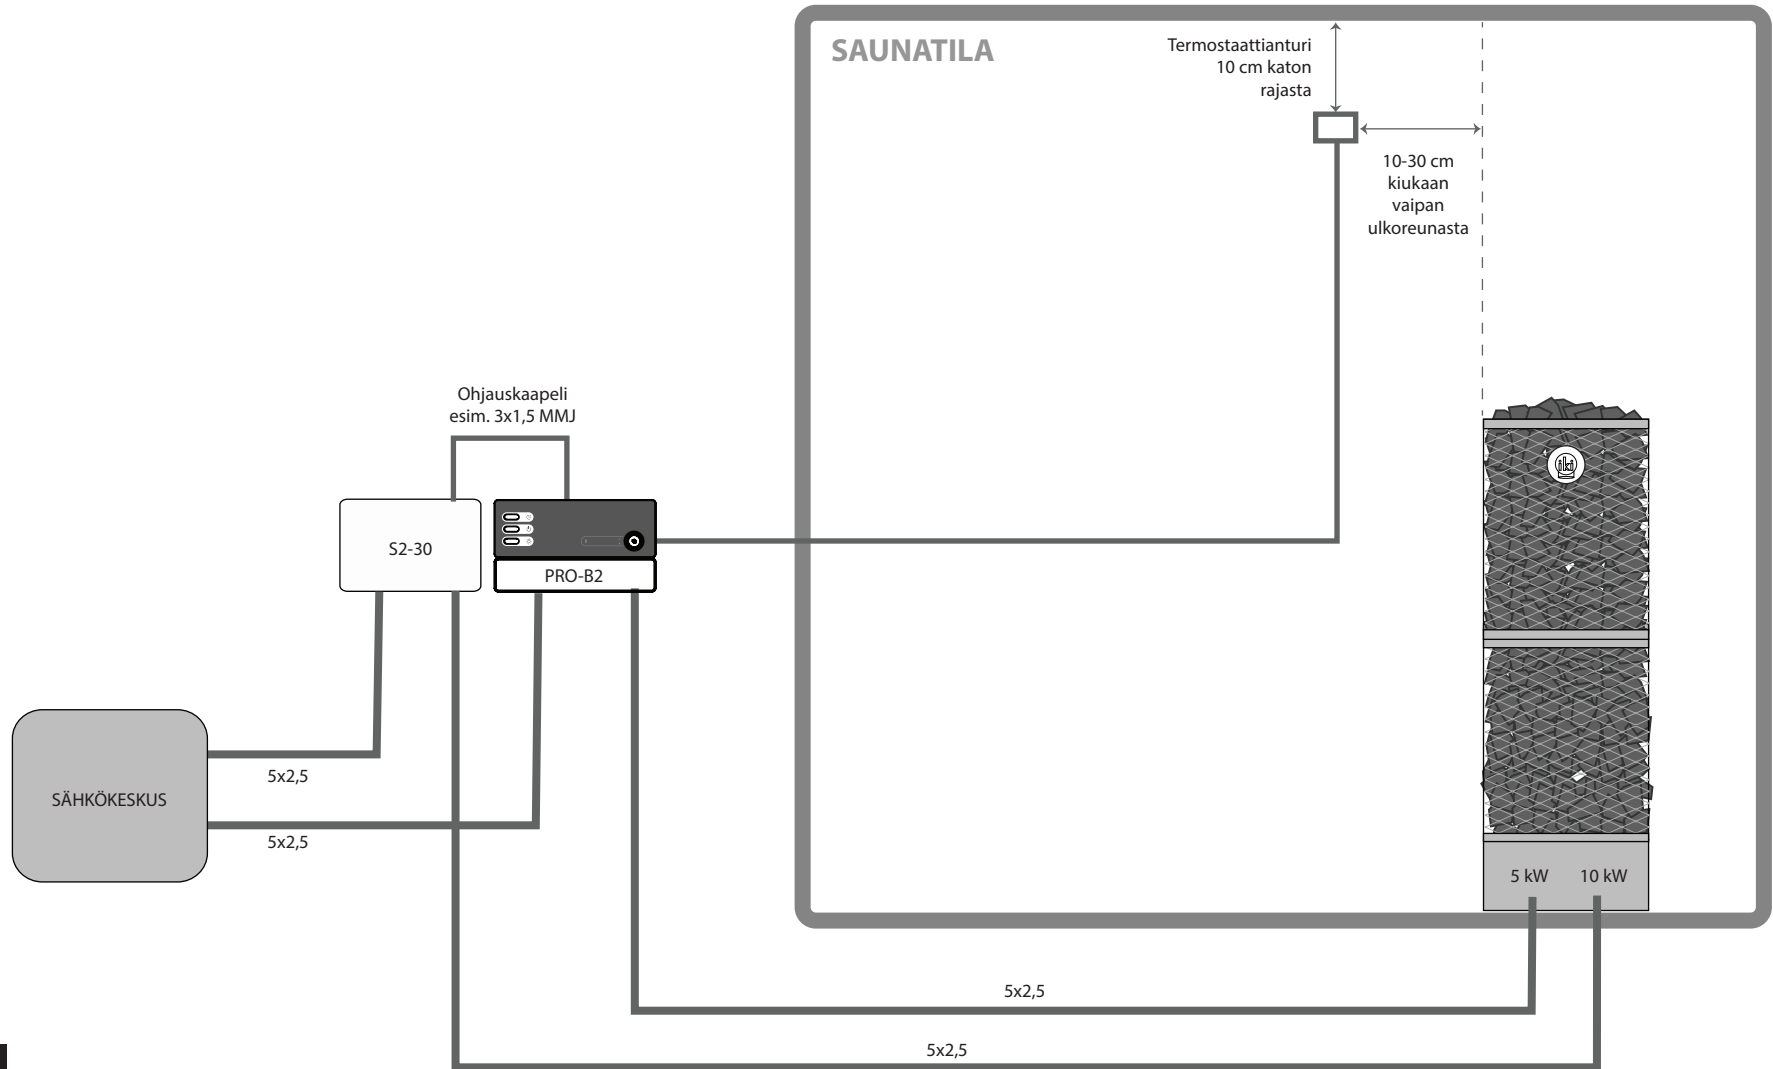 SAUNATILA
Termostaattianturi
10 cm katon
rajasta
10-30 cm
kiukaan
vaipan
ulkoreunasta
Ohjauskaapeli
esim. 3x1,5 MMJ
S2-30
PRO-B2
iki
5x2,5
SÄHKÖKESKUS
5x2,5
5 kW
10 kW
5x2,5
5x2,5